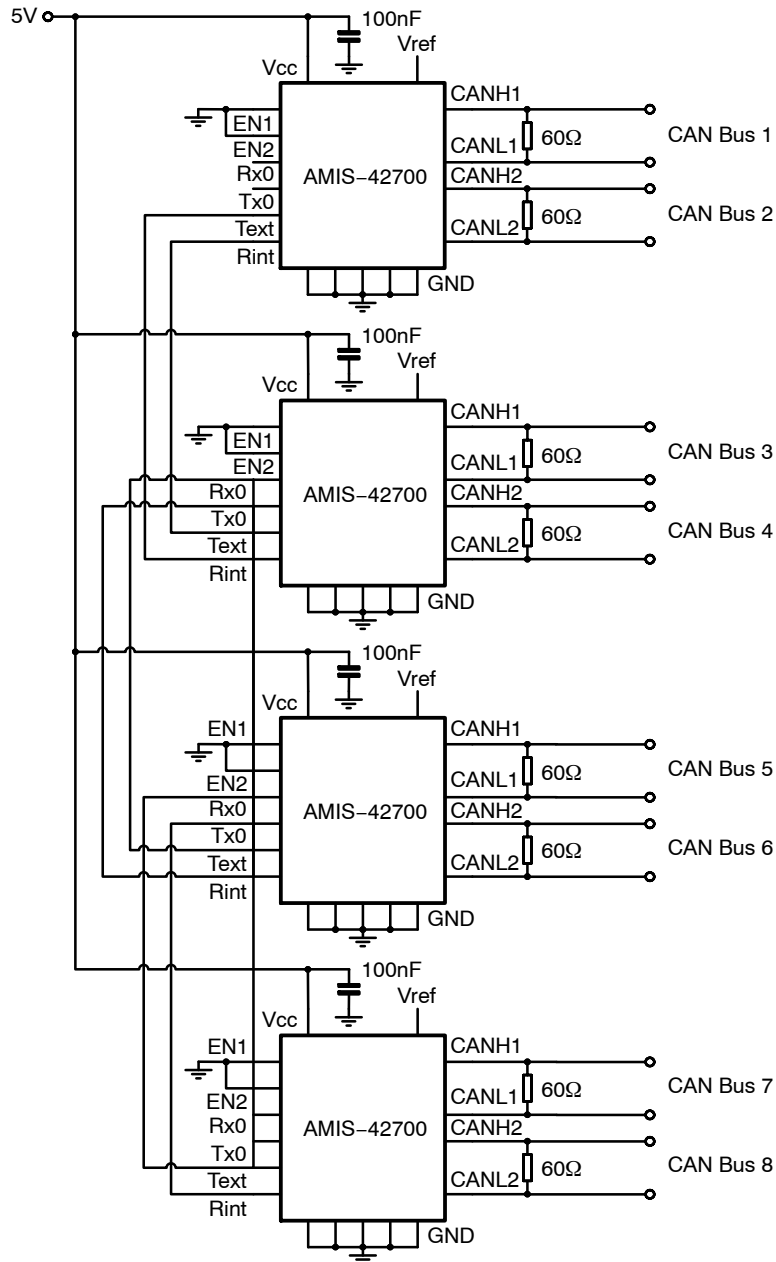 5V
100nF
Vref
Vcc
CANH1
EN1
60Ω
CAN Bus 1
CANL1
EN2
Rx0
AMIS−42700
CANH2
Tx0
60Ω
CAN Bus 2
Text
CANL2
Rint
GND
100nF
Vref
Vcc
CANH1
EN1
60Ω
CAN Bus 3
CANL1
EN2
Rx0
AMIS−42700
CANH2
Tx0
60Ω
CAN Bus 4
Text
CANL2
Rint
GND
100nF
Vref
Vcc
EN1
CANH1
60Ω
CAN Bus 5
EN2
CANL1
Rx0
AMIS−42700
CANH2
Tx0
60Ω
CAN Bus 6
Text
CANL2
Rint
GND
100nF
Vref
Vcc
EN1
CANH1
60Ω
CAN Bus 7
EN2
CANL1
Rx0
AMIS−42700
CANH2
Tx0
60Ω
CAN Bus 8
Text
CANL2
Rint
GND